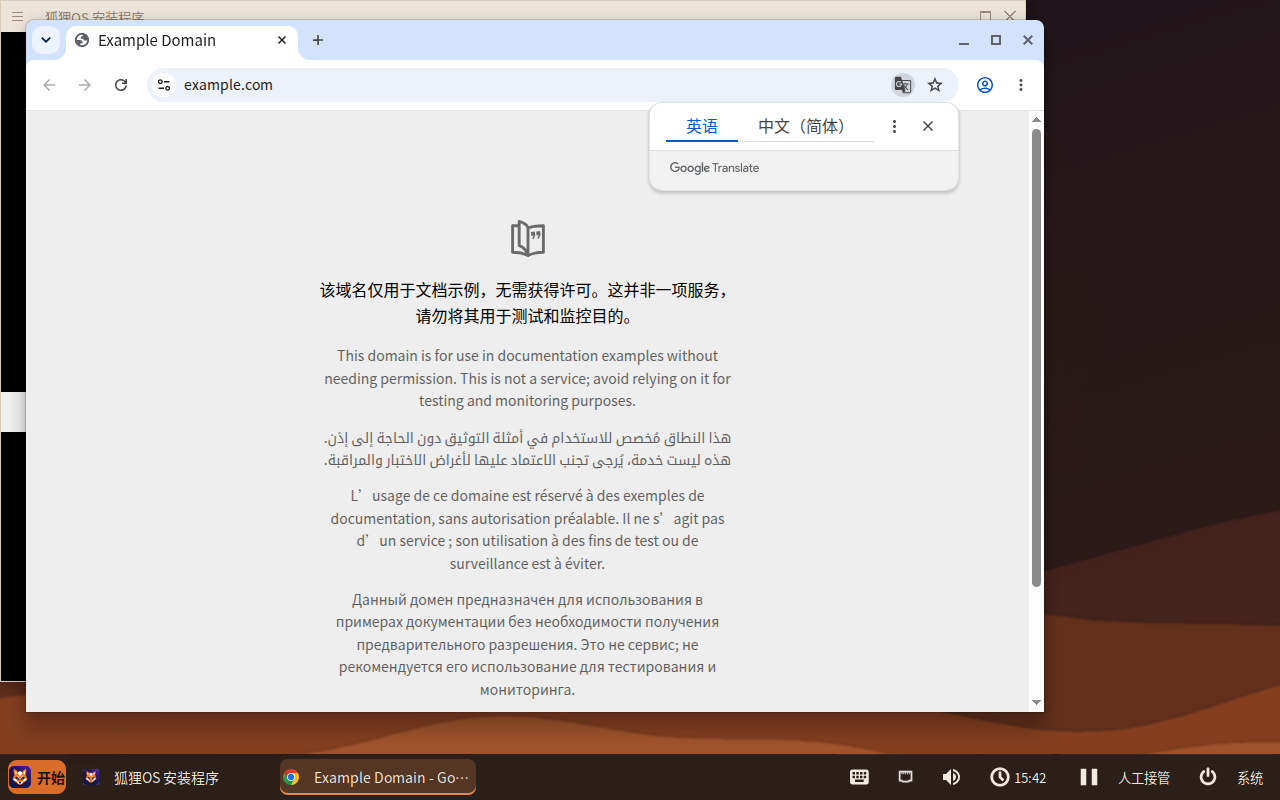 狐狸OS 安装程序
Example Domain
example.com
英语 中文（简体）
Google Translate
该域名仅用于文档示例，无需获得许可。这并非一项服务，
请勿将其用于测试和监控目的。
This domain is for use in documentation examples without
needing permission. This is not a service; avoid relying on it for
testing and monitoring purposes.
هذا النطاق مُخصص للاستخدام في أمثلة التوثيق دون الحاجة إلى إذن.
هذه ليست خدمة، يُرجى تجنب الاعتماد عليها لأغراض الاختبار والمراقبة.
L’usage de ce domaine est réservé à des exemples de
documentation, sans autorisation préalable. Il ne s’agit pas
d’un service ; son utilisation à des fins de test ou de
surveillance est à éviter.
Данный домен предназначен для использования в
примерах документации без необходимости получения
предварительного разрешения. Это не сервис; не
рекомендуется его использование для тестирования и
мониторинга.
开始 狐狸OS 安装程序 Example Domain - Go… 15:42 人工接管 系统